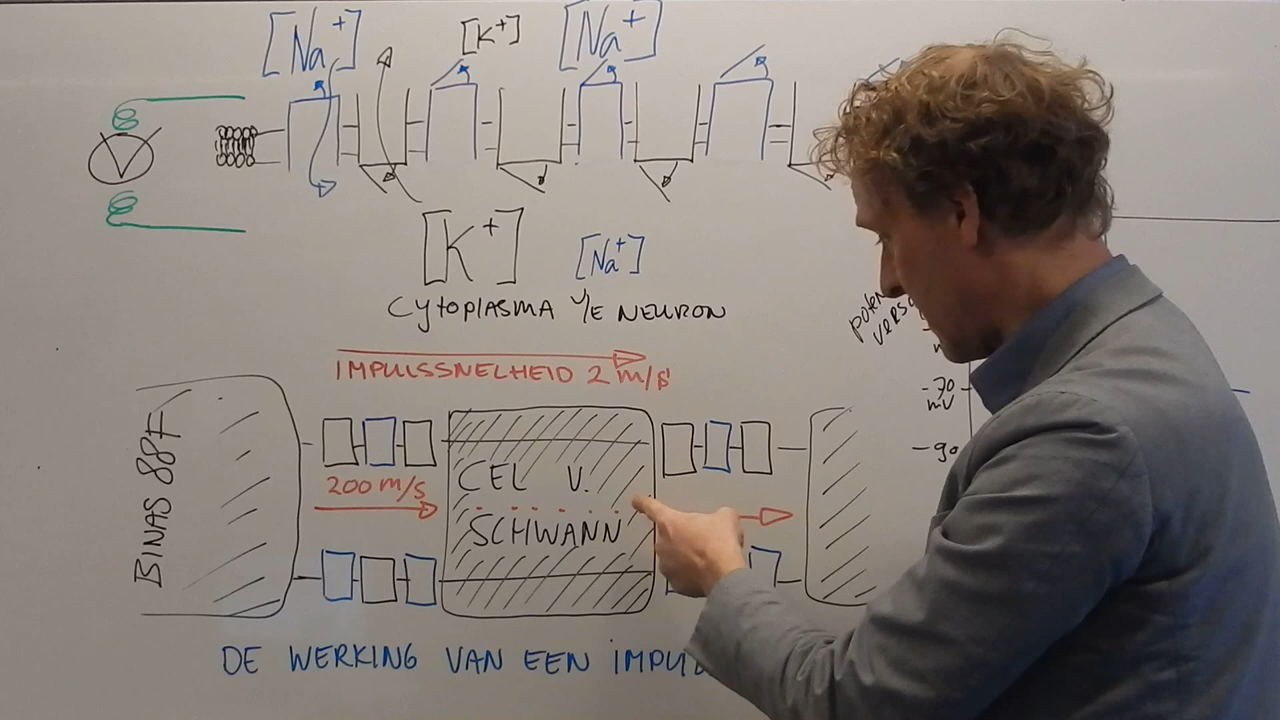 [Na+]
[K+]
[Na+]
V
[K+]
[Na+]
CYTOPLASMA V/E NEURON
IMPULSSNELHEID 2 m/s
-70
mV
-90
BINAS 88F
200 m/s
CEL V.
SCHWANN
DE WERKING VAN EEN